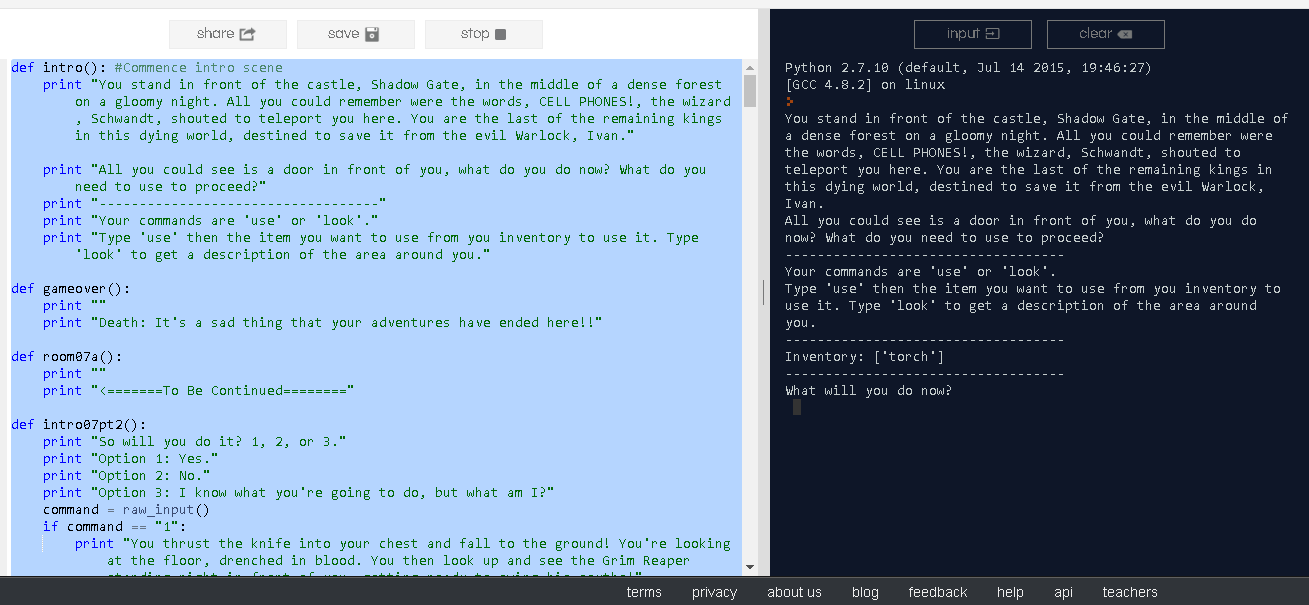 share
save
stop
input
clear
def intro(): #Commence intro scene
print "You stand in front of the castle, Shadow Gate, in the middle of a dense forest
on a gloomy night. All you could remember were the words, CELL PHONES!, the wizard
, Schwandt, shouted to teleport you here. You are the last of the remaining kings
in this dying world, destined to save it from the evil Warlock, Ivan."
print "All you could see is a door in front of you, what do you do now? What do you
need to use to proceed?"
print "-----------------------------------"
print "Your commands are 'use' or 'look'."
print "Type 'use' then the item you want to use from you inventory to use it. Type
'look' to get a description of the area around you."
def gameover():
print ""
print "Death: It's a sad thing that your adventures have ended here!!"
def room07a():
print ""
print "<=======To Be Continued========"
def intro07pt2():
print "So will you do it? 1, 2, or 3."
print "Option 1: Yes."
print "Option 2: No."
print "Option 3: I know what you're going to do, but what am I?"
command = raw_input()
if command == "1":
print "You thrust the knife into your chest and fall to the ground! You're looking
at the floor, drenched in blood. You then look up and see the Grim Reaper
Python 2.7.10 (default, Jul 14 2015, 19:46:27)
[GCC 4.8.2] on linux
You stand in front of the castle, Shadow Gate, in the middle of
a dense forest on a gloomy night. All you could remember were
the words, CELL PHONES!, the wizard, Schwandt, shouted to
teleport you here. You are the last of the remaining kings in
this dying world, destined to save it from the evil Warlock,
Ivan.
All you could see is a door in front of you, what do you do
now? What do you need to use to proceed?
-----------------------------------
Your commands are 'use' or 'look'.
Type 'use' then the item you want to use from you inventory to
use it. Type 'look' to get a description of the area around
you.
-----------------------------------
Inventory: ['torch']
-----------------------------------
What will you do now?
terms
privacy
about us
blog
feedback
help
api
teachers